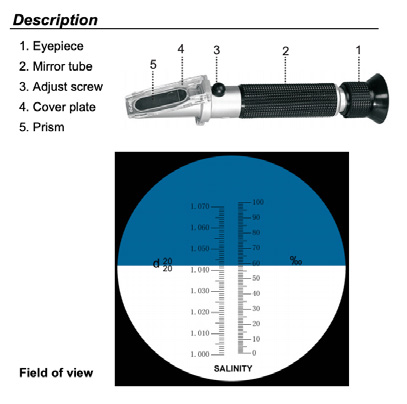 Description
1. Eyepiece
2. Mirror tube
3. Adjust screw
4. Cover plate
5. Prism
5 4 3 2 1
1.070
1.060
1.050
1.040
1.030
1.020
1.010
1.000
d 20
20
100
90
80
70
60
50
40
30
20
10
0
‰
SALINITY
Field of view